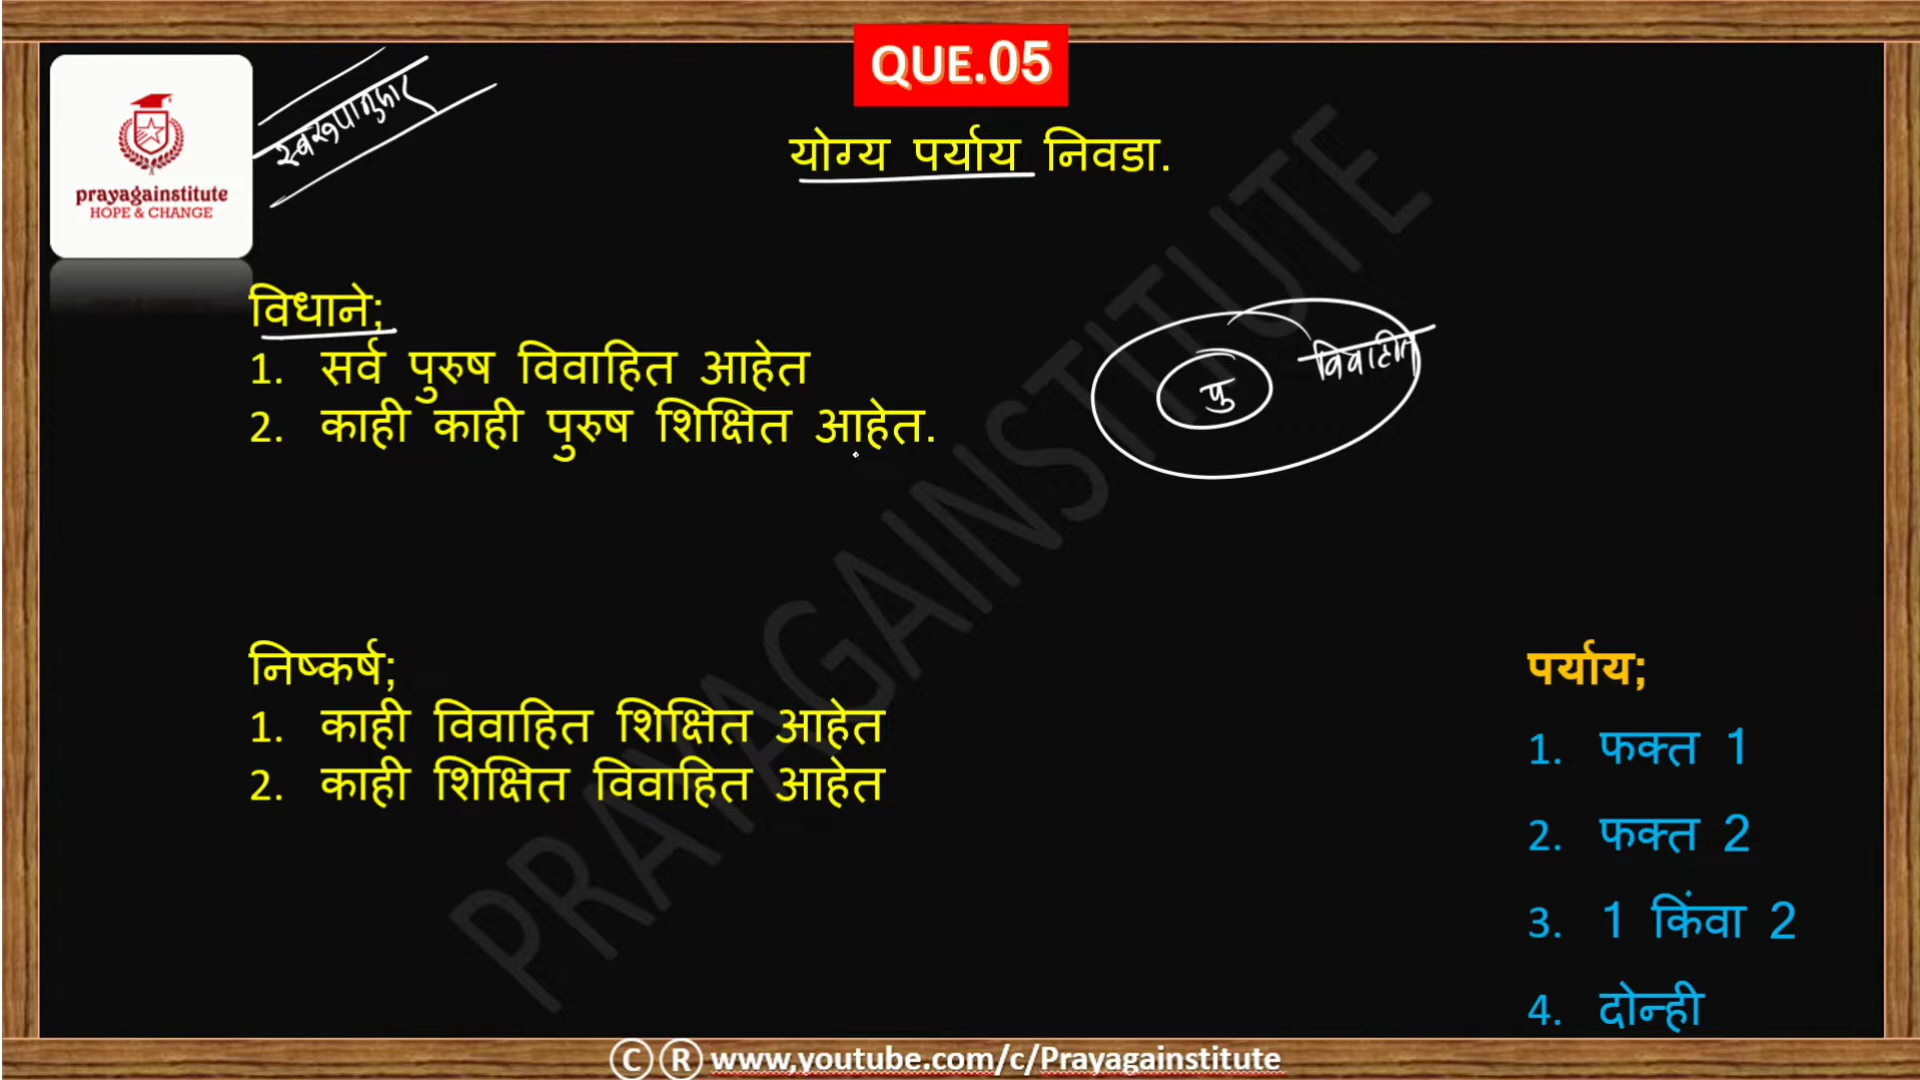 QUE.05
स्वरूपानुसार
prayagainstitute
HOPE & CHANGE
योग्य पर्याय निवडा.
विधाने;
1. सर्व पुरुष विवाहित आहेत
2. काही काही पुरुष शिक्षित आहेत.
पु
विवाहीत
निष्कर्ष;
1. काही विवाहित शिक्षित आहेत
2. काही शिक्षित विवाहित आहेत
पर्याय;
1. फक्त 1
2. फक्त 2
3. 1 किंवा 2
4. दोन्ही
PRAYAGAINSTITUTE
© ® www.youtube.com/c/Prayagainstitute